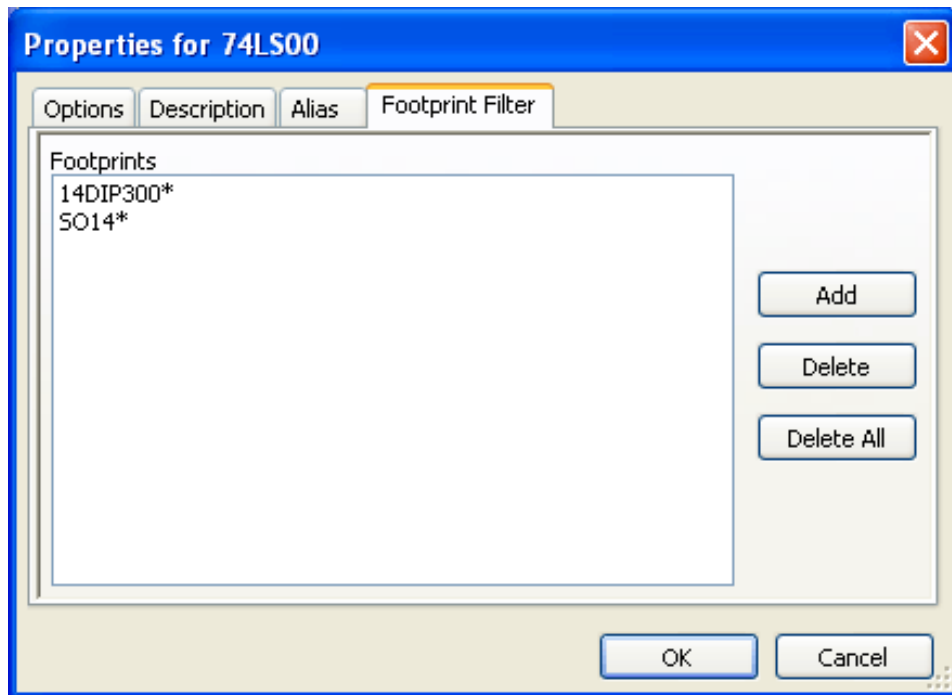 Properties for 74LS00
Options Description Alias Footprint Filter
Footprints
14DIP300*
SO14*
Add
Delete
Delete All
OK Cancel